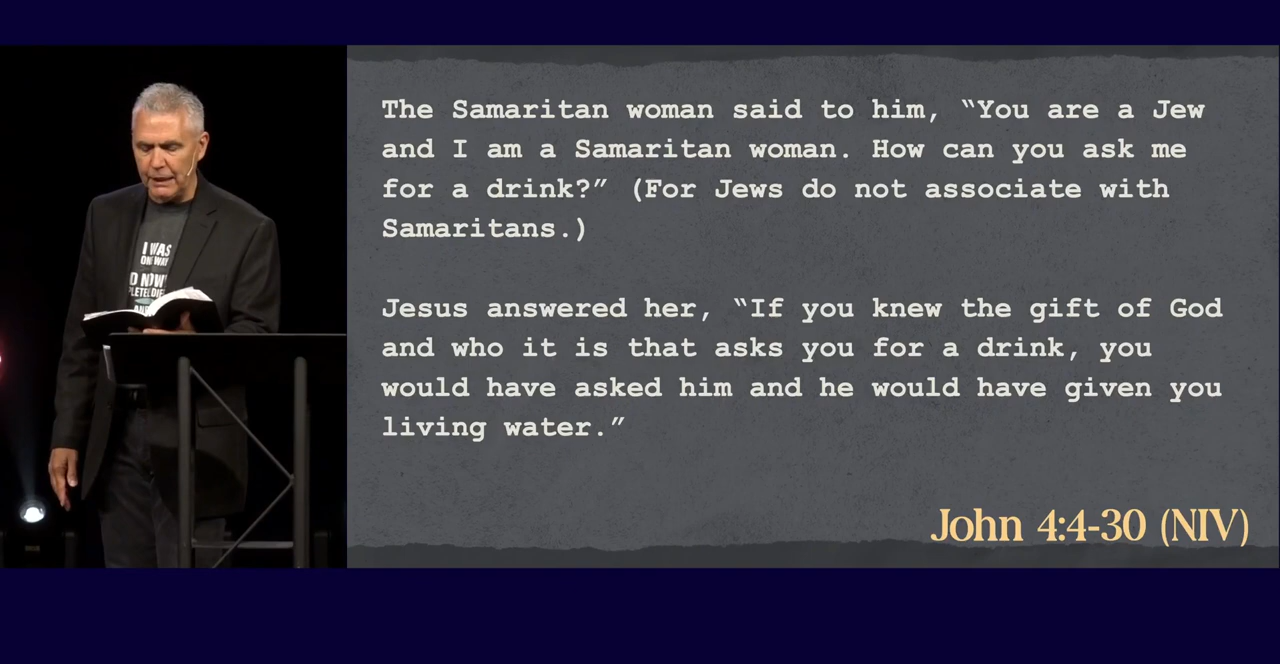 The Samaritan woman said to him, “You are a Jew
and I am a Samaritan woman. How can you ask me
for a drink?” (For Jews do not associate with
Samaritans.)
Jesus answered her, “If you knew the gift of God
and who it is that asks you for a drink, you
would have asked him and he would have given you
living water.”
John 4:4-30 (NIV)
I WAS
ONE WAY
NOW